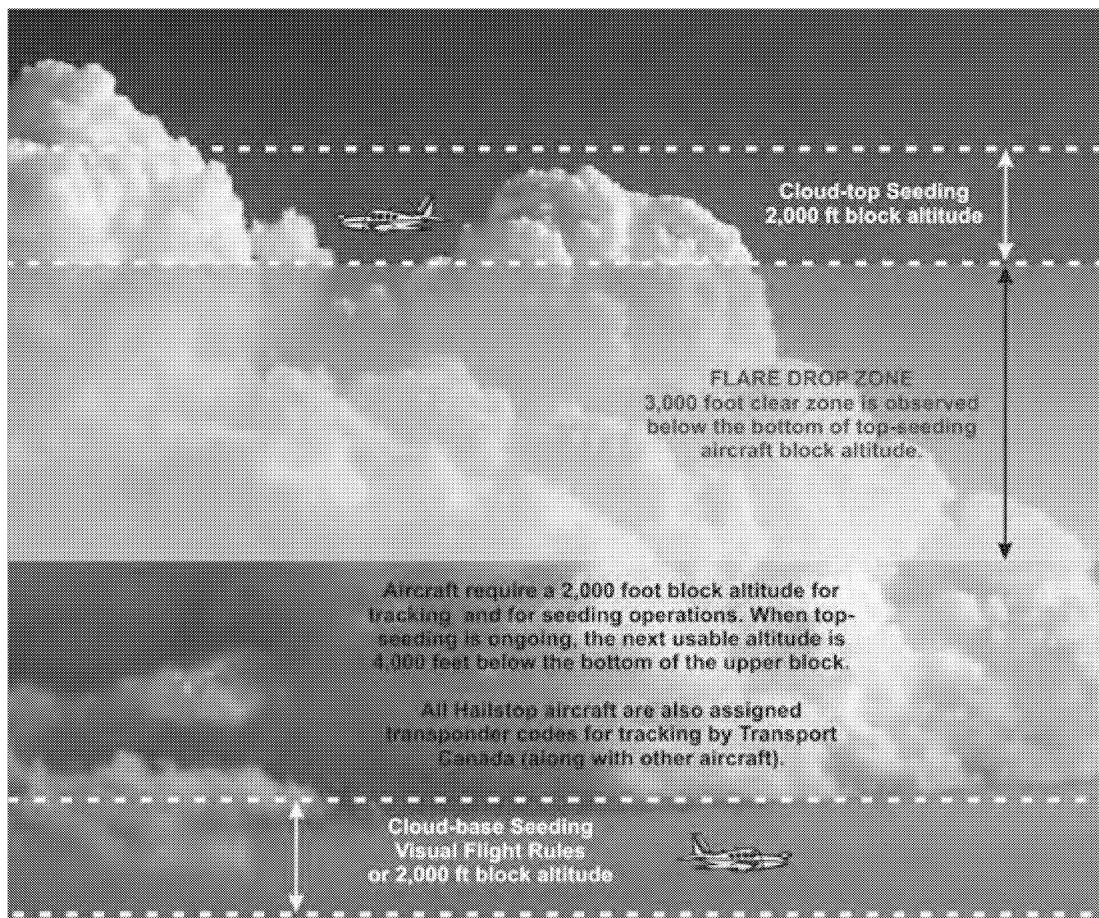 Cloud-top Seeding
2,000 ft block altitude
FLARE DROP ZONE
3,000 foot clear zone is observed
below the bottom of top-seeding
aircraft block altitude.
Aircraft require a 2,000 foot block altitude for
tracking and for seeding operations. When top-
seeding is ongoing, the next usable altitude is
4,000 feet below the bottom of the upper block.
All Hailstop aircraft are also assigned
transponder codes for tracking by Transport
Canada (along with other aircraft).
Cloud-base Seeding
Visual Flight Rules
or 2,000 ft block altitude